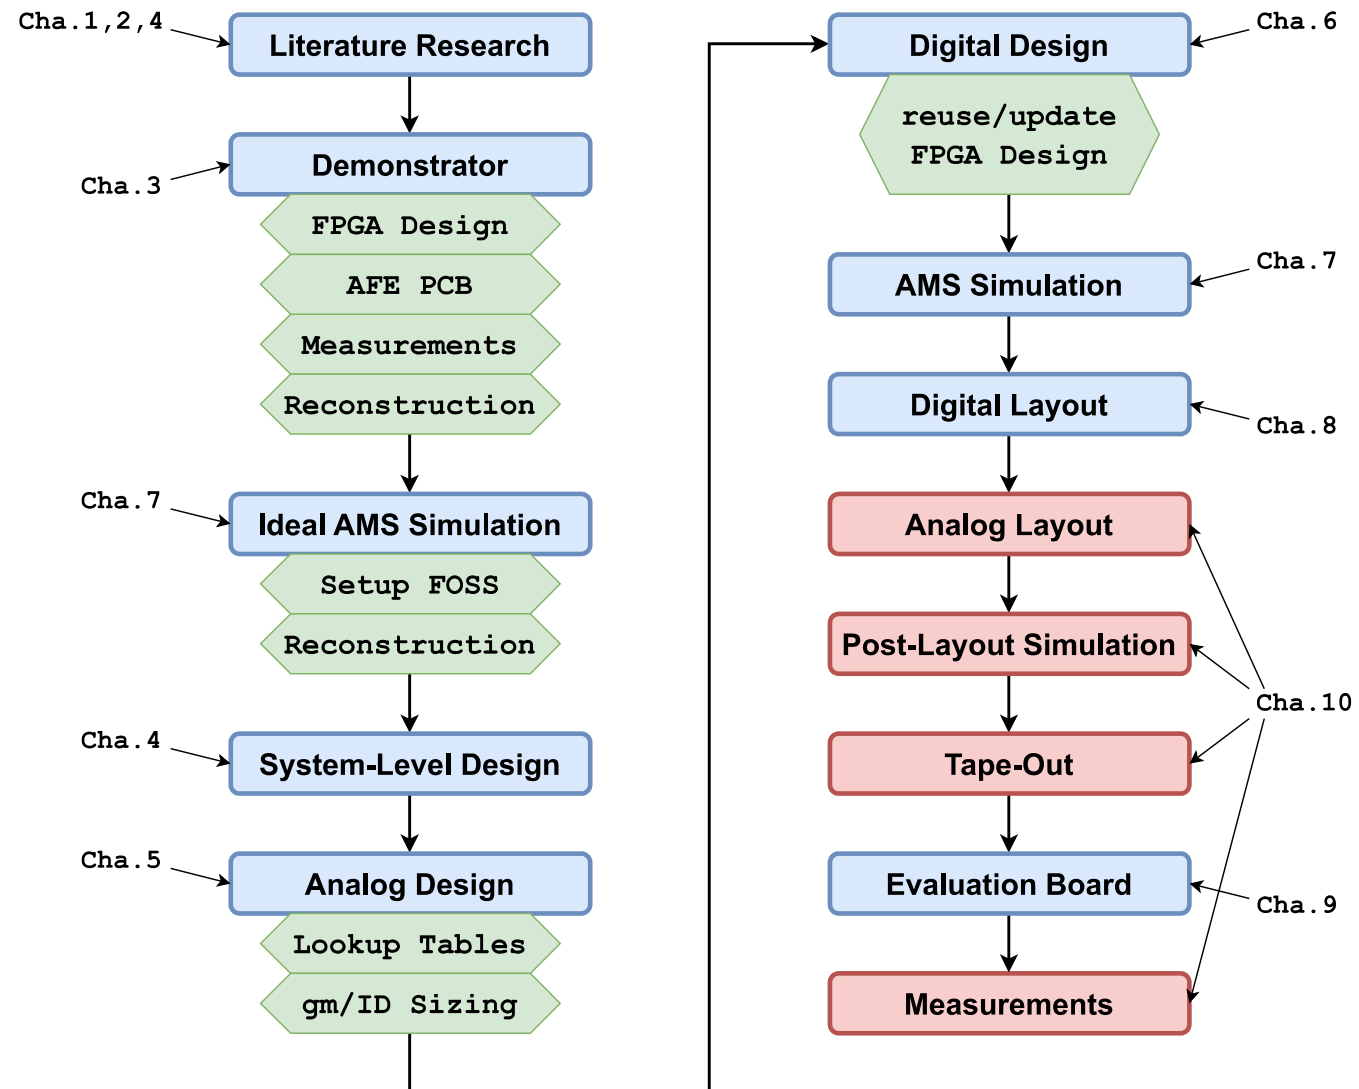 Cha.1,2,4
Literature Research
Demonstrator
Cha.3
FPGA Design
AFE PCB
Measurements
Reconstruction
Cha.7
Ideal AMS Simulation
Setup FOSS
Reconstruction
Cha.4
System-Level Design
Cha.5
Analog Design
Lookup Tables
gm/ID Sizing
Digital Design
Cha.6
reuse/update
FPGA Design
Cha.7
AMS Simulation
Digital Layout
Cha.8
Analog Layout
Post-Layout Simulation
Cha.10
Tape-Out
Evaluation Board
Cha.9
Measurements